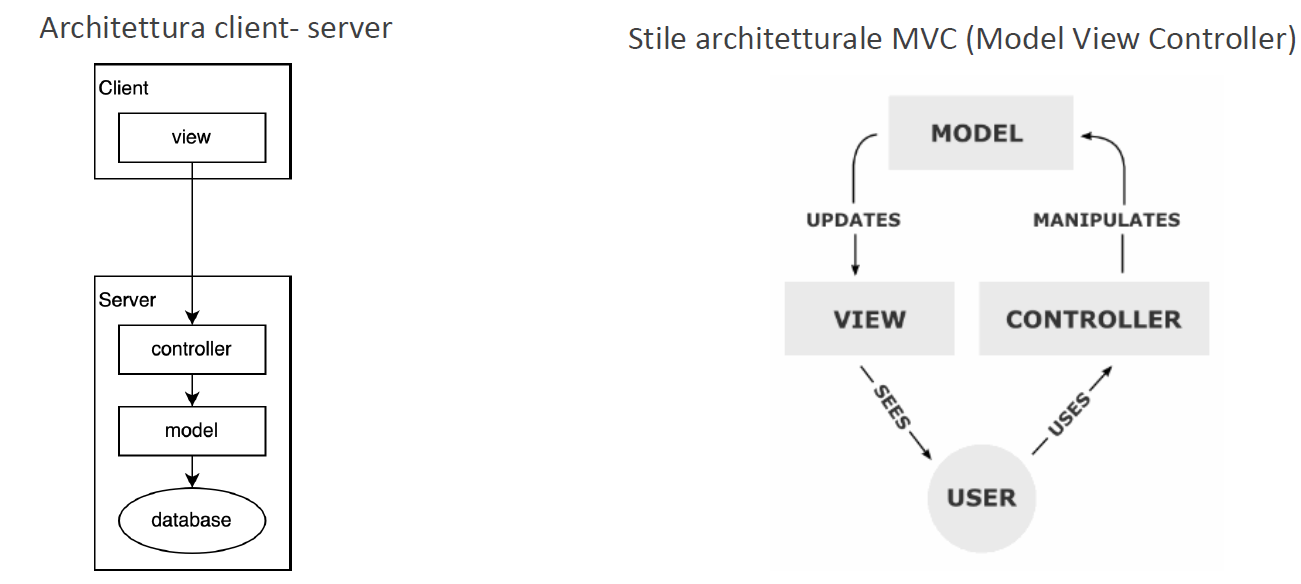 Architettura client- server
Client
view
Server
controller
model
database
Stile architetturale MVC (Model View Controller)
MODEL
UPDATES
MANIPULATES
VIEW
CONTROLLER
SEES
USES
USER